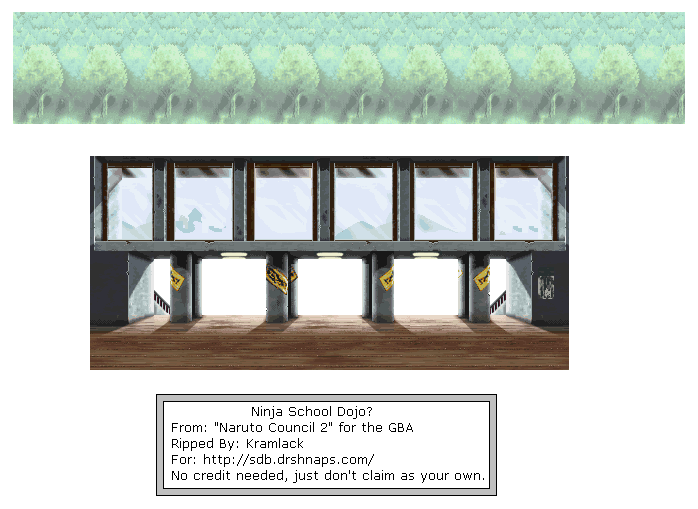 Ninja School Dojo?
From: "Naruto Council 2" for the GBA
Ripped By: Kramlack
For: http://sdb.drshnaps.com/
No credit needed, just don't claim as your own.